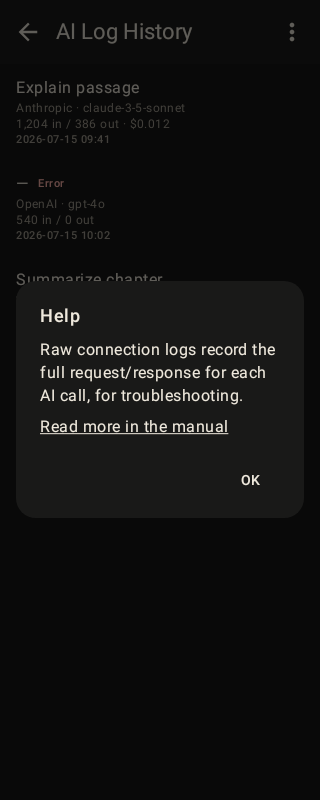 AI Log History
Explain passage
Anthropic · claude-3-5-sonnet
1,204 in / 386 out · $0.012
2026-07-15 09:41
— Error
OpenAI · gpt-4o
540 in / 0 out
2026-07-15 10:02
Summarize chapter
Help
Raw connection logs record the
full request/response for each
AI call, for troubleshooting.
Read more in the manual
OK